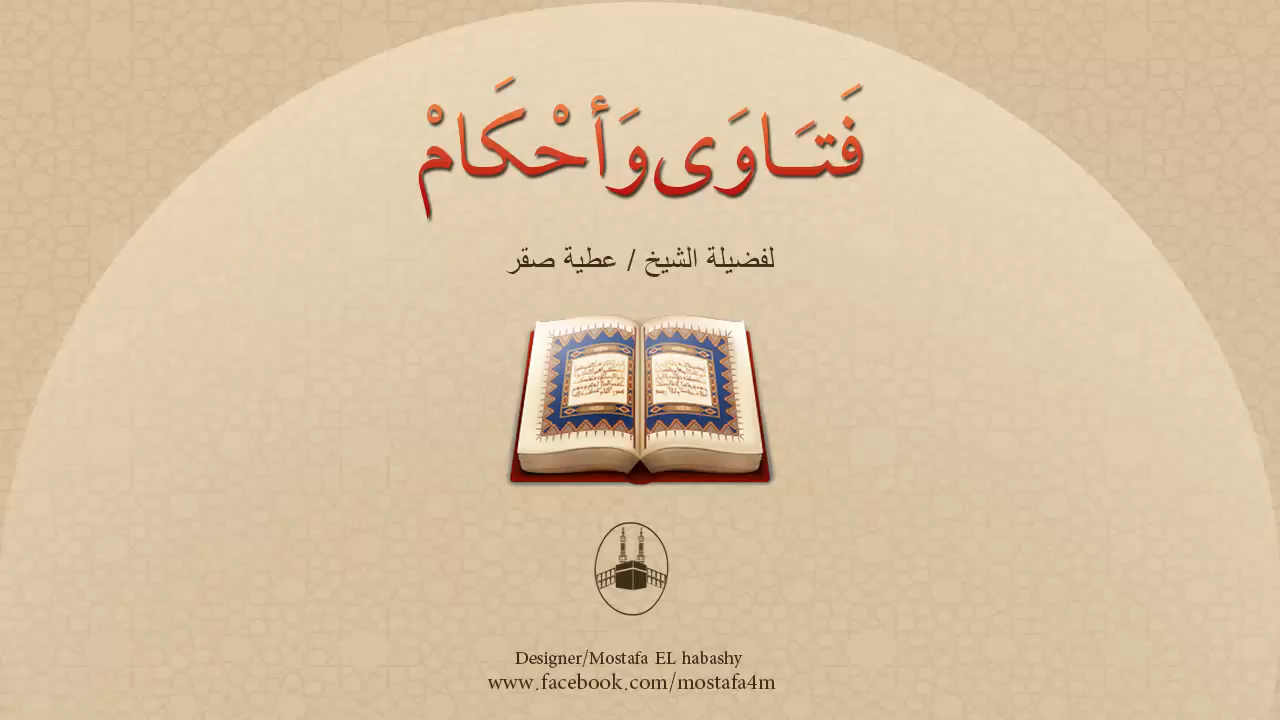 فَتَاوَى وَأَحْكَامْ
لفضيلة الشيخ / عطية صقر
Designer/Mostafa EL habashy
www.facebook.com/mostafa4m